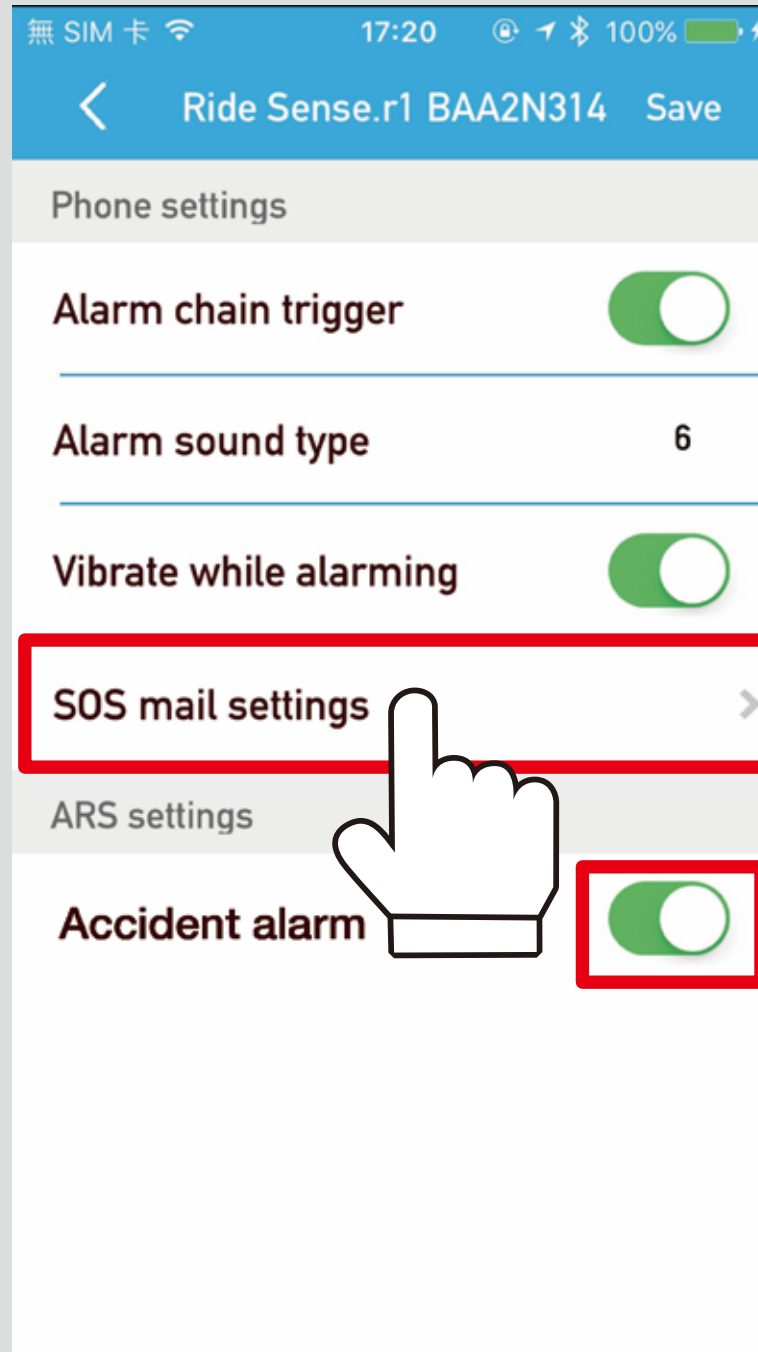 無 SIM 卡 17:20 100%
Ride Sense.r1 BAA2N314 Save
Phone settings
Alarm chain trigger
Alarm sound type 6
Vibrate while alarming
SOS mail settings
ARS settings
Accident alarm